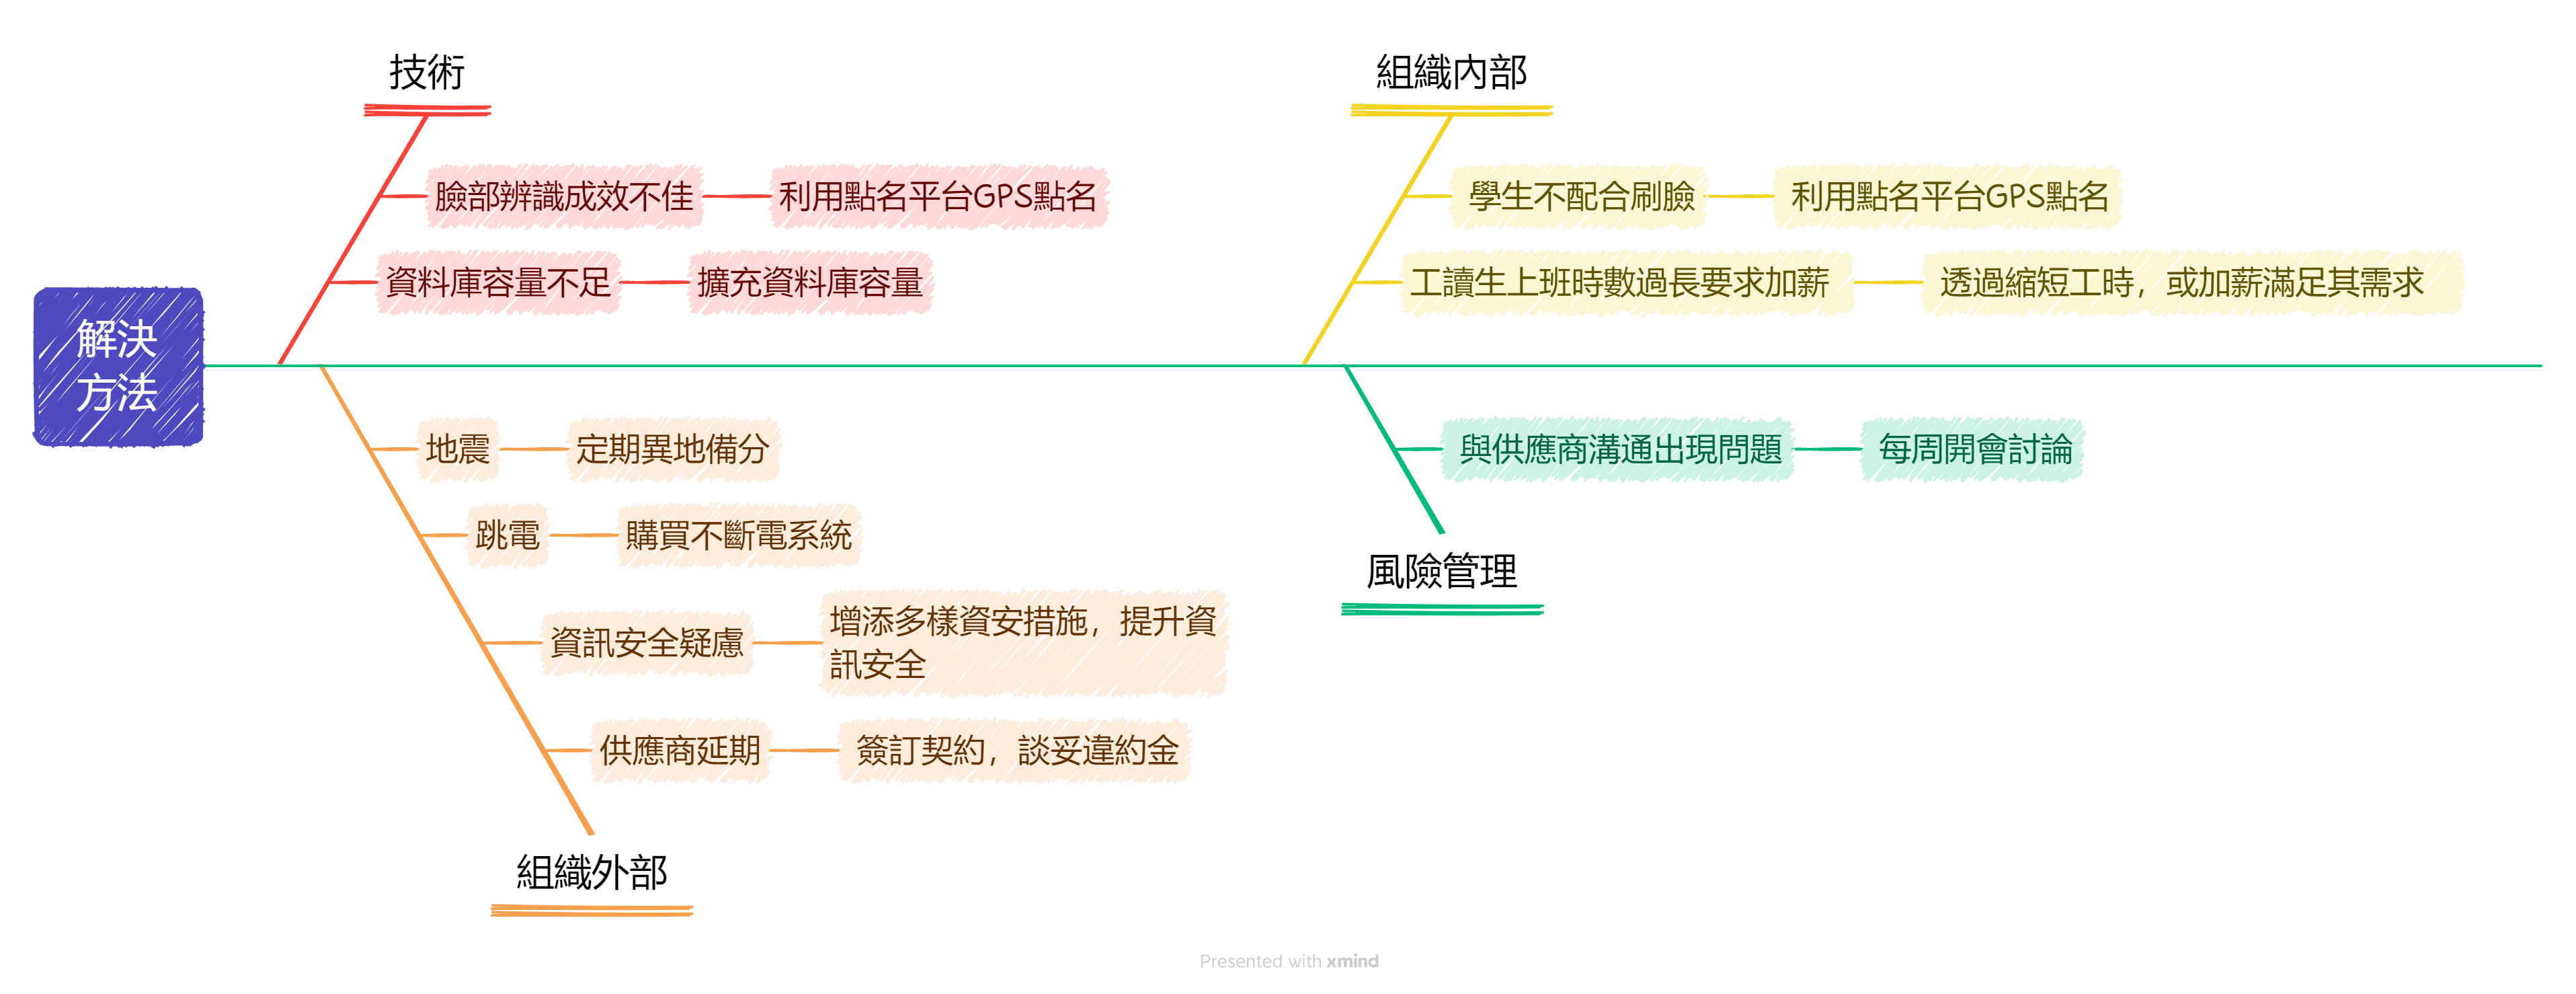 解決
方法
技術
臉部辨識成效不佳
利用點名平台GPS點名
資料庫容量不足
擴充資料庫容量
組織內部
學生不配合刷臉
利用點名平台GPS點名
工讀生上班時數過長要求加薪
透過縮短工時，或加薪滿足其需求
地震
定期異地備分
跳電
購買不斷電系統
資訊安全疑慮
增添多樣資安措施，提升資
訊安全
供應商延期
簽訂契約，談妥違約金
組織外部
與供應商溝通出現問題
每周開會討論
風險管理
Presented with xmind